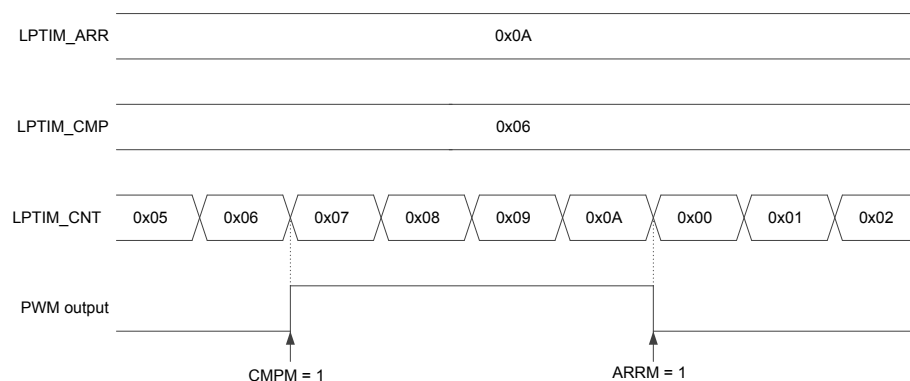 LPTIM_ARR 0x0A
LPTIM_CMP 0x06
LPTIM_CNT 0x05 0x06 0x07 0x08 0x09 0x0A 0x00 0x01 0x02
PWM output
CMPM = 1 ARRM = 1